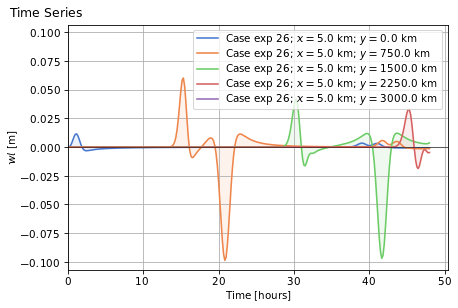 Time Series
Case exp 26; x = 5.0 km; y = 0.0 km
Case exp 26; x = 5.0 km; y = 750.0 km
Case exp 26; x = 5.0 km; y = 1500.0 km
Case exp 26; x = 5.0 km; y = 2250.0 km
Case exp 26; x = 5.0 km; y = 3000.0 km
wl [m]
0.100
0.075
0.050
0.025
0.000
−0.025
−0.050
−0.075
−0.100
0 10 20 30 40 50
Time [hours]